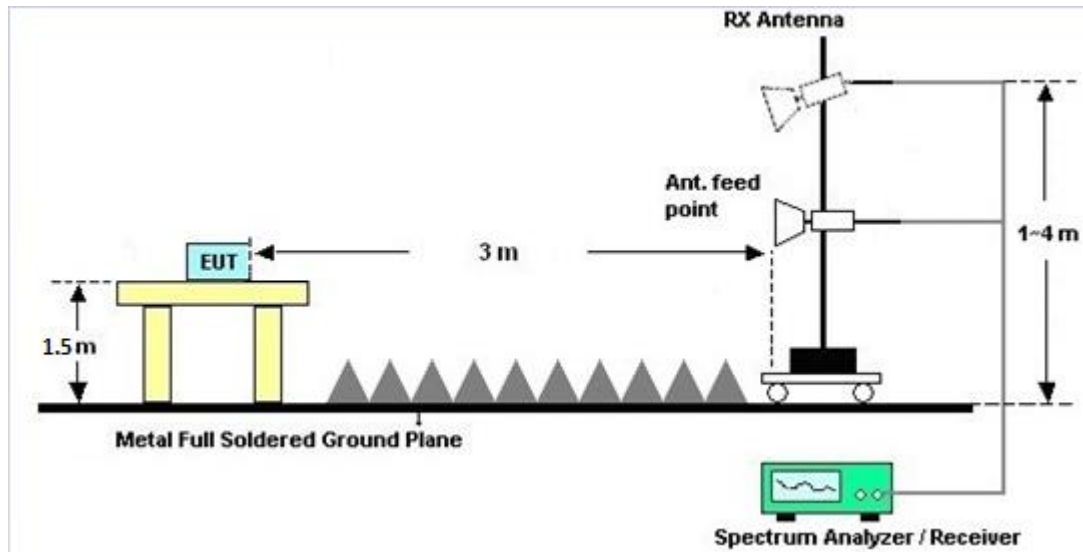 RX Antenna
Ant. feed
point
EUT
3 m
1~4 m
1.5 m
Metal Full Soldered Ground Plane
Spectrum Analyzer / Receiver